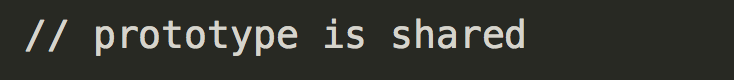 // prototype is shared